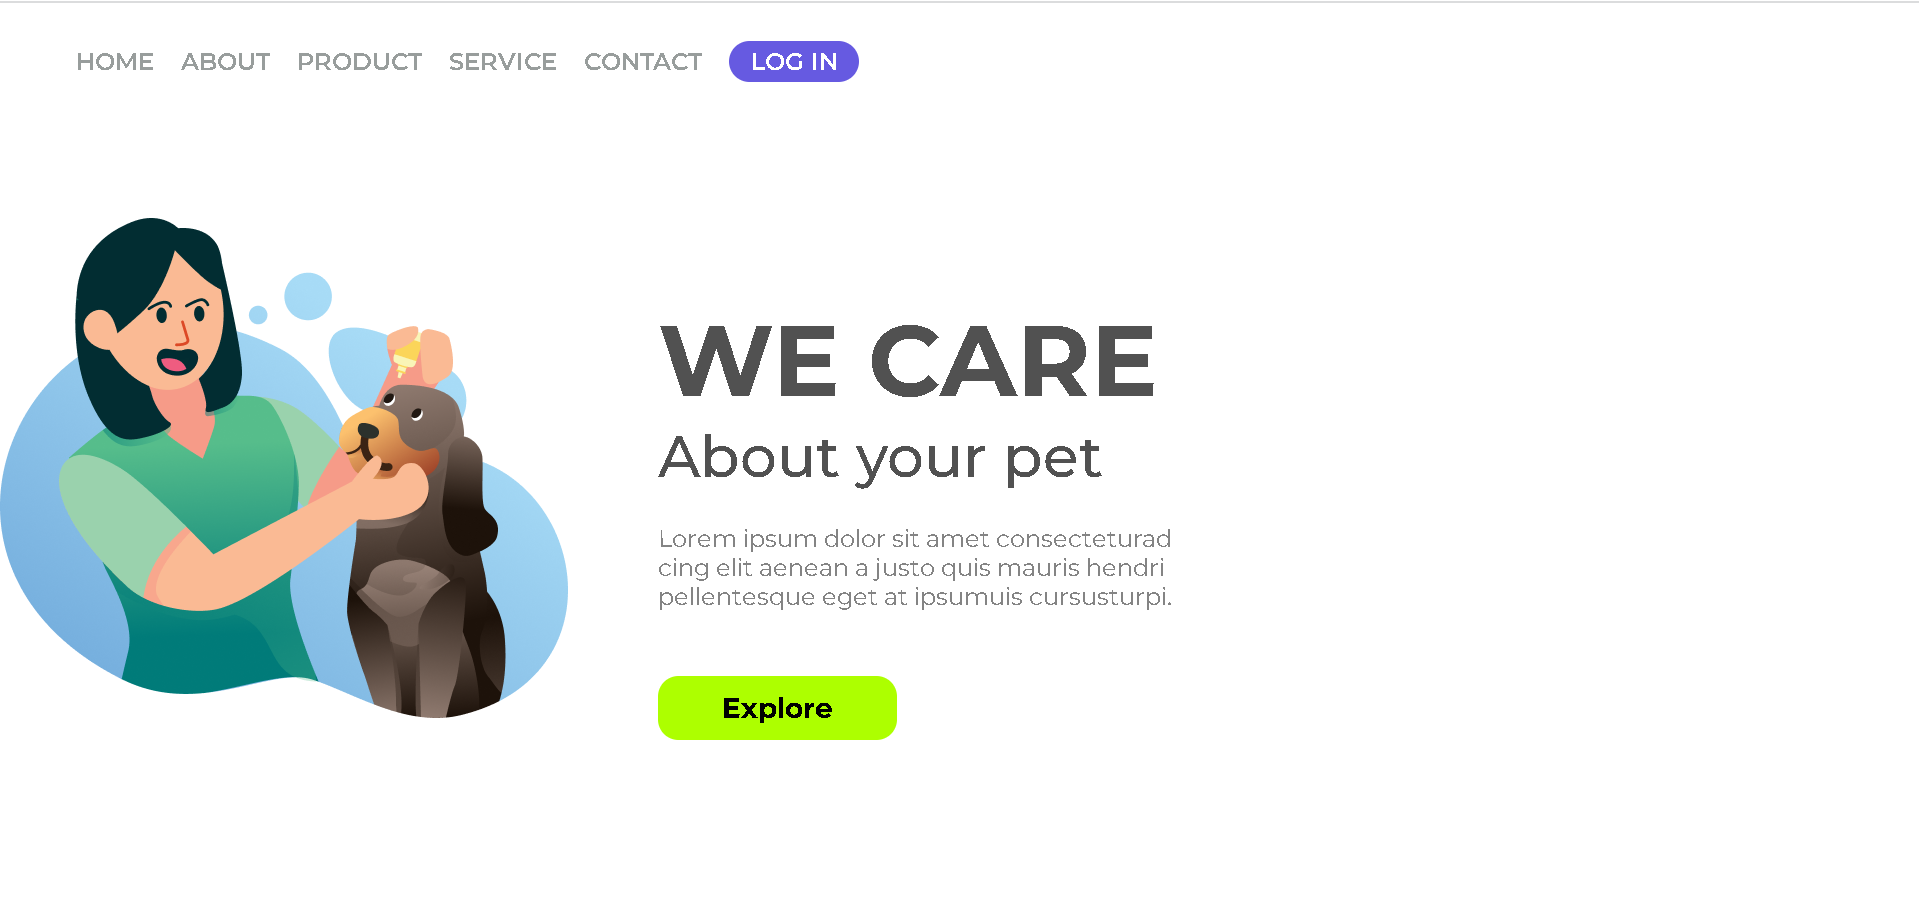 HOME ABOUT PRODUCT SERVICE CONTACT LOG IN
WE CARE
About your pet
Lorem ipsum dolor sit amet consecteturad
cing elit aenean a justo quis mauris hendri
pellentesque eget at ipsumuis cursusturpi.
Explore